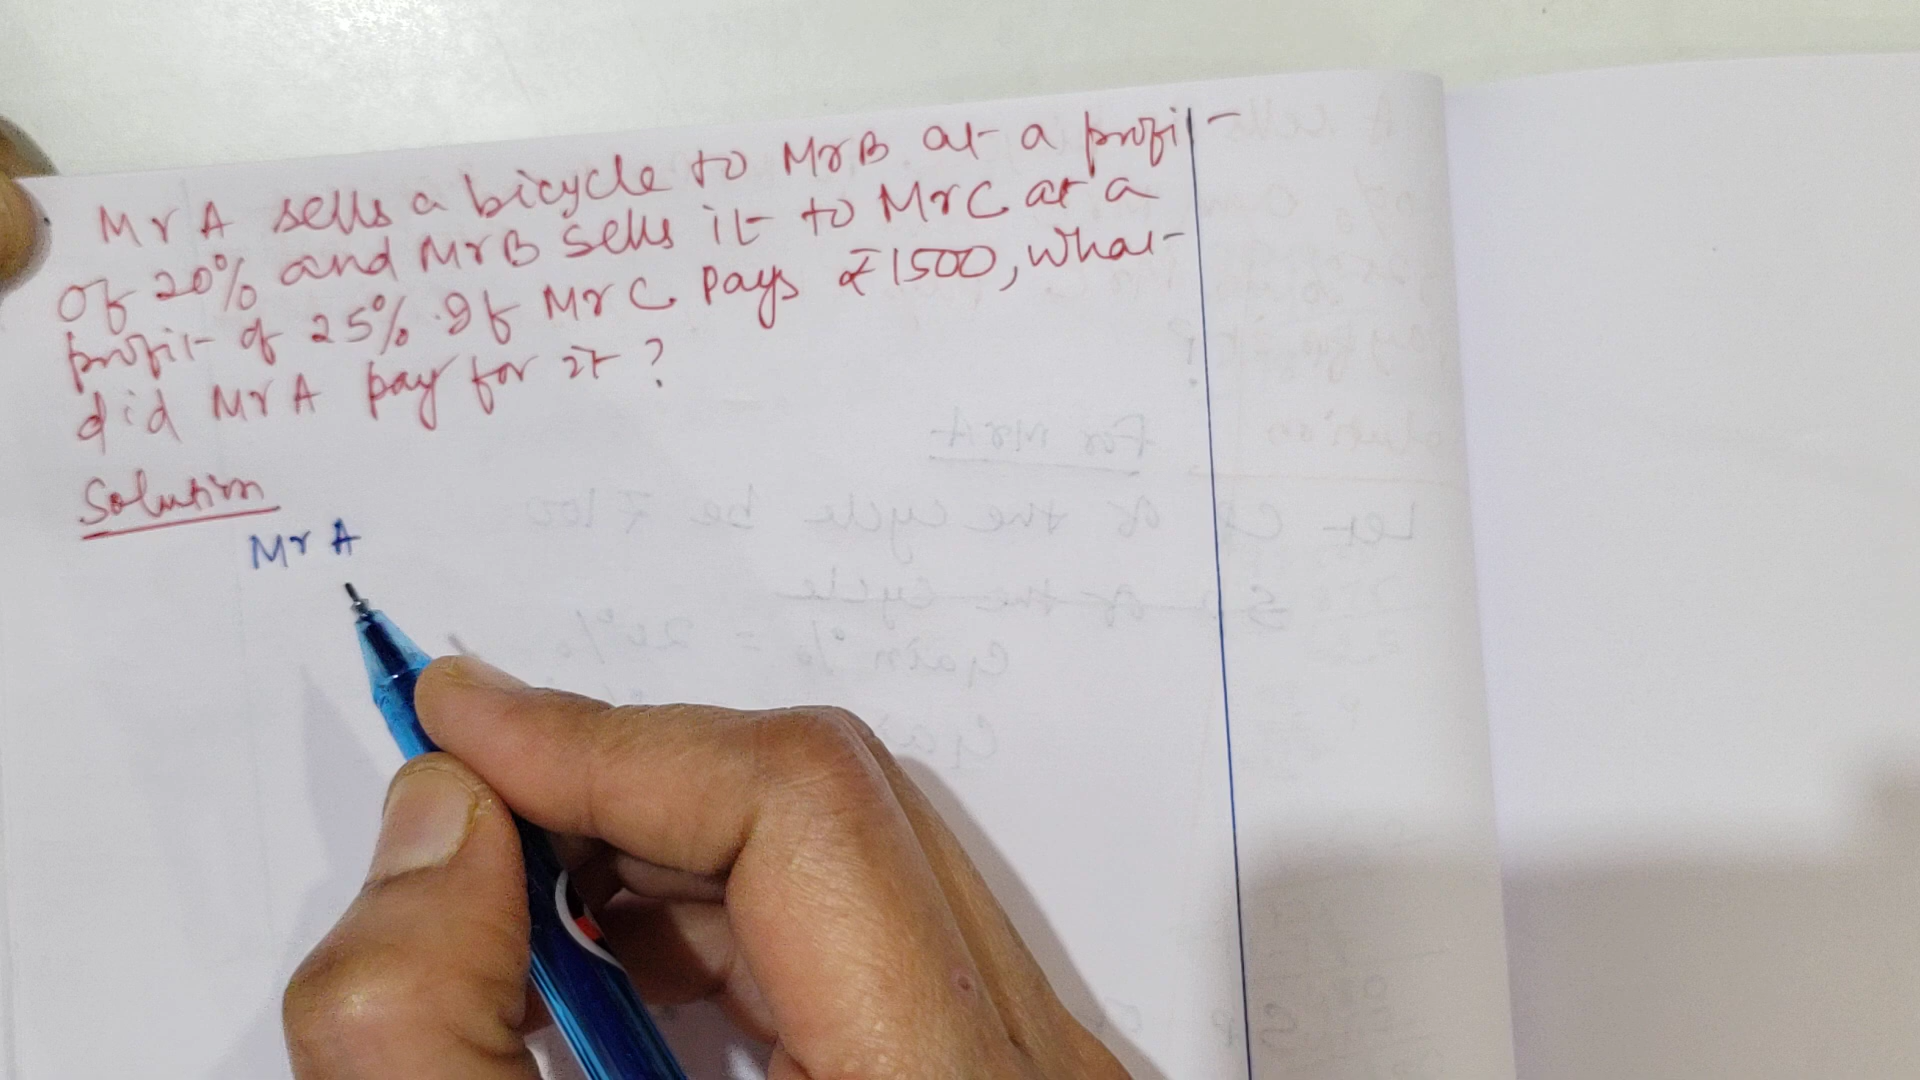 Mr A sells a bicycle to Mr B at a profit
of 20% and Mr B sells it to Mr C at a
profit of 25%. If Mr C pays ₹1500, what
did Mr A pay for it?
Solution
Mr A